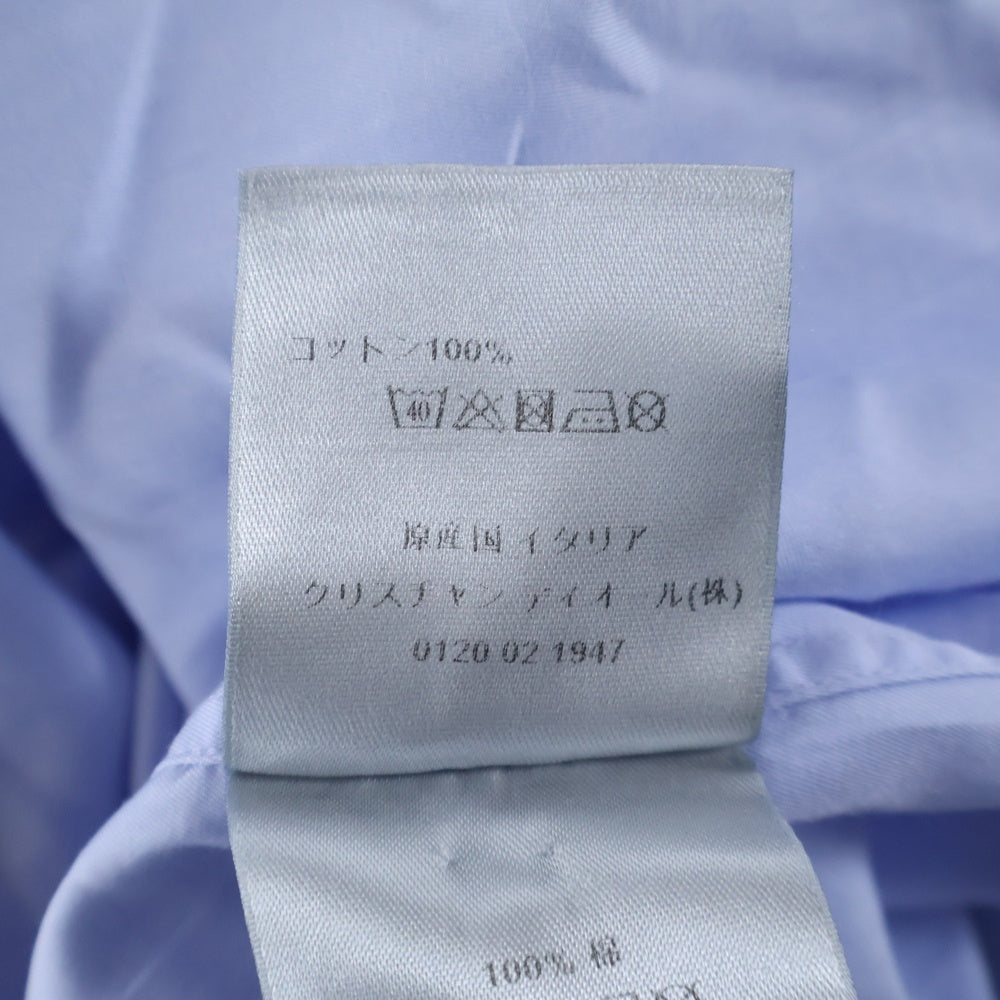 コットン100%
40
原産国 イタリア
クリスチャン ディオール(株)
0120 02 1947
100% 棉